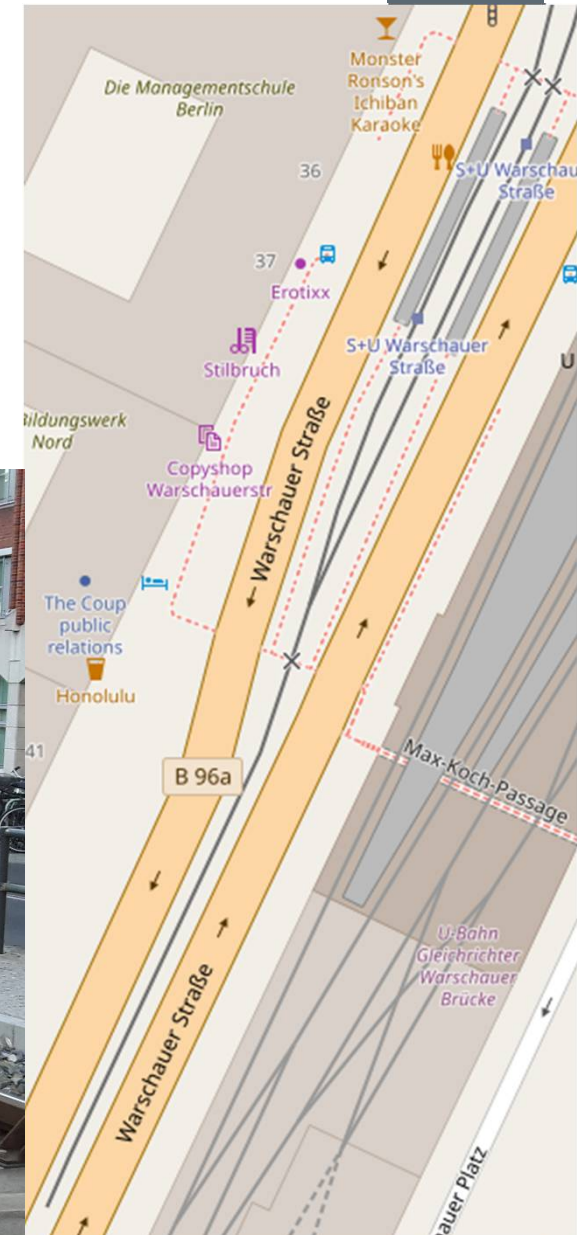 Monster
Ronson's
Ichiban
Karaoke
Die Managementschule
Berlin
36
S+U Warschau
Straße
37
Erotixx
S+U Warschauer
Straße
U
Stilbruch
Bildungswerk
Nord
Copyshop
Warschauerstr
Warschauer Straße
The Coup
public
relations
Honolulu
41
B 96a
Max-Koch-Passage
U-Bahn
Gleichrichter
Warschauer
Brücke
Warschauer Straße
auer Platz